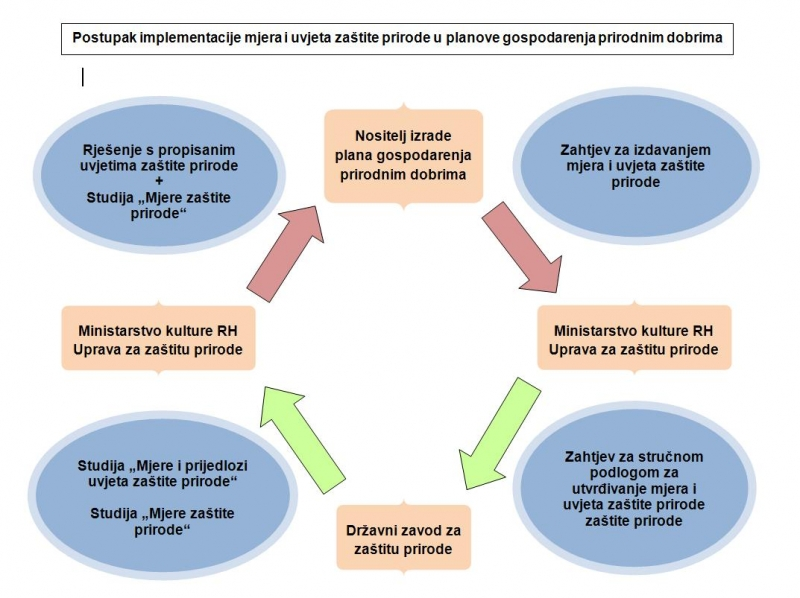 Postupak implementacije mjera i uvjeta zaštite prirode u planove gospodarenja prirodnim dobrima
Rješenje s propisanim
uvjetima zaštite prirode
+
Studija „Mjere zaštite
prirode“
Nositelj izrade
plana gospodarenja
prirodnim dobrima
Zahtjev za izdavanjem
mjera i uvjeta zaštite
prirode
Ministarstvo kulture RH
Uprava za zaštitu prirode
Ministarstvo kulture RH
Uprava za zaštitu prirode
Studija „Mjere i prijedlozi
uvjeta zaštite prirode“
Studija „Mjere zaštite
prirode“
Državni zavod za
zaštitu prirode
Zahtjev za stručnom
podlogom za
utvrđivanje mjera i
uvjeta zaštite prirode
zaštite prirode